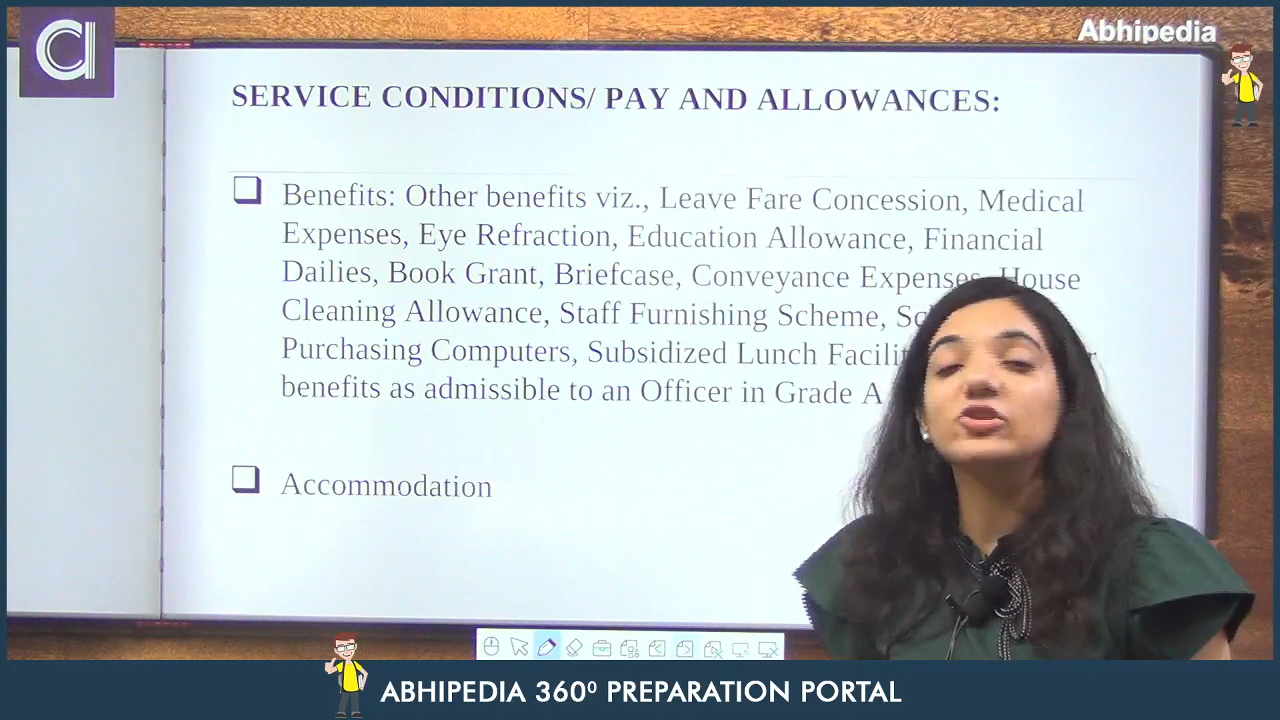 Abhipedia
SERVICE CONDITIONS/ PAY AND ALLOWANCES:
Benefits: Other benefits viz., Leave Fare Concession, Medical
Expenses, Eye Refraction, Education Allowance, Financial
Dailies, Book Grant, Briefcase, Conveyance Expenses, House
Cleaning Allowance, Staff Furnishing Scheme,
Purchasing Computers, Subsidized Lunch
benefits as admissible to an Officer in Grade A
Accommodation
ABHIPEDIA 360⁰ PREPARATION PORTAL